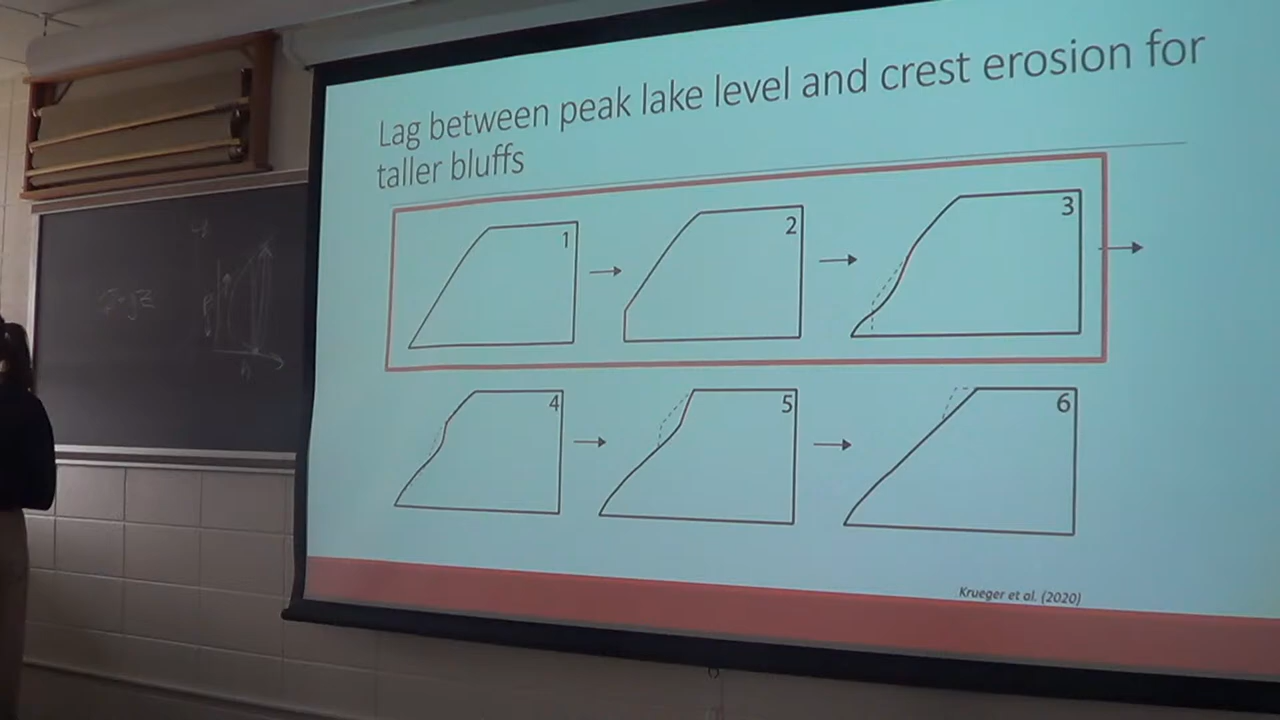 Lag between peak lake level and crest erosion for
taller bluffs
1
2
3
4
5
6
Krueger et al. (2020)